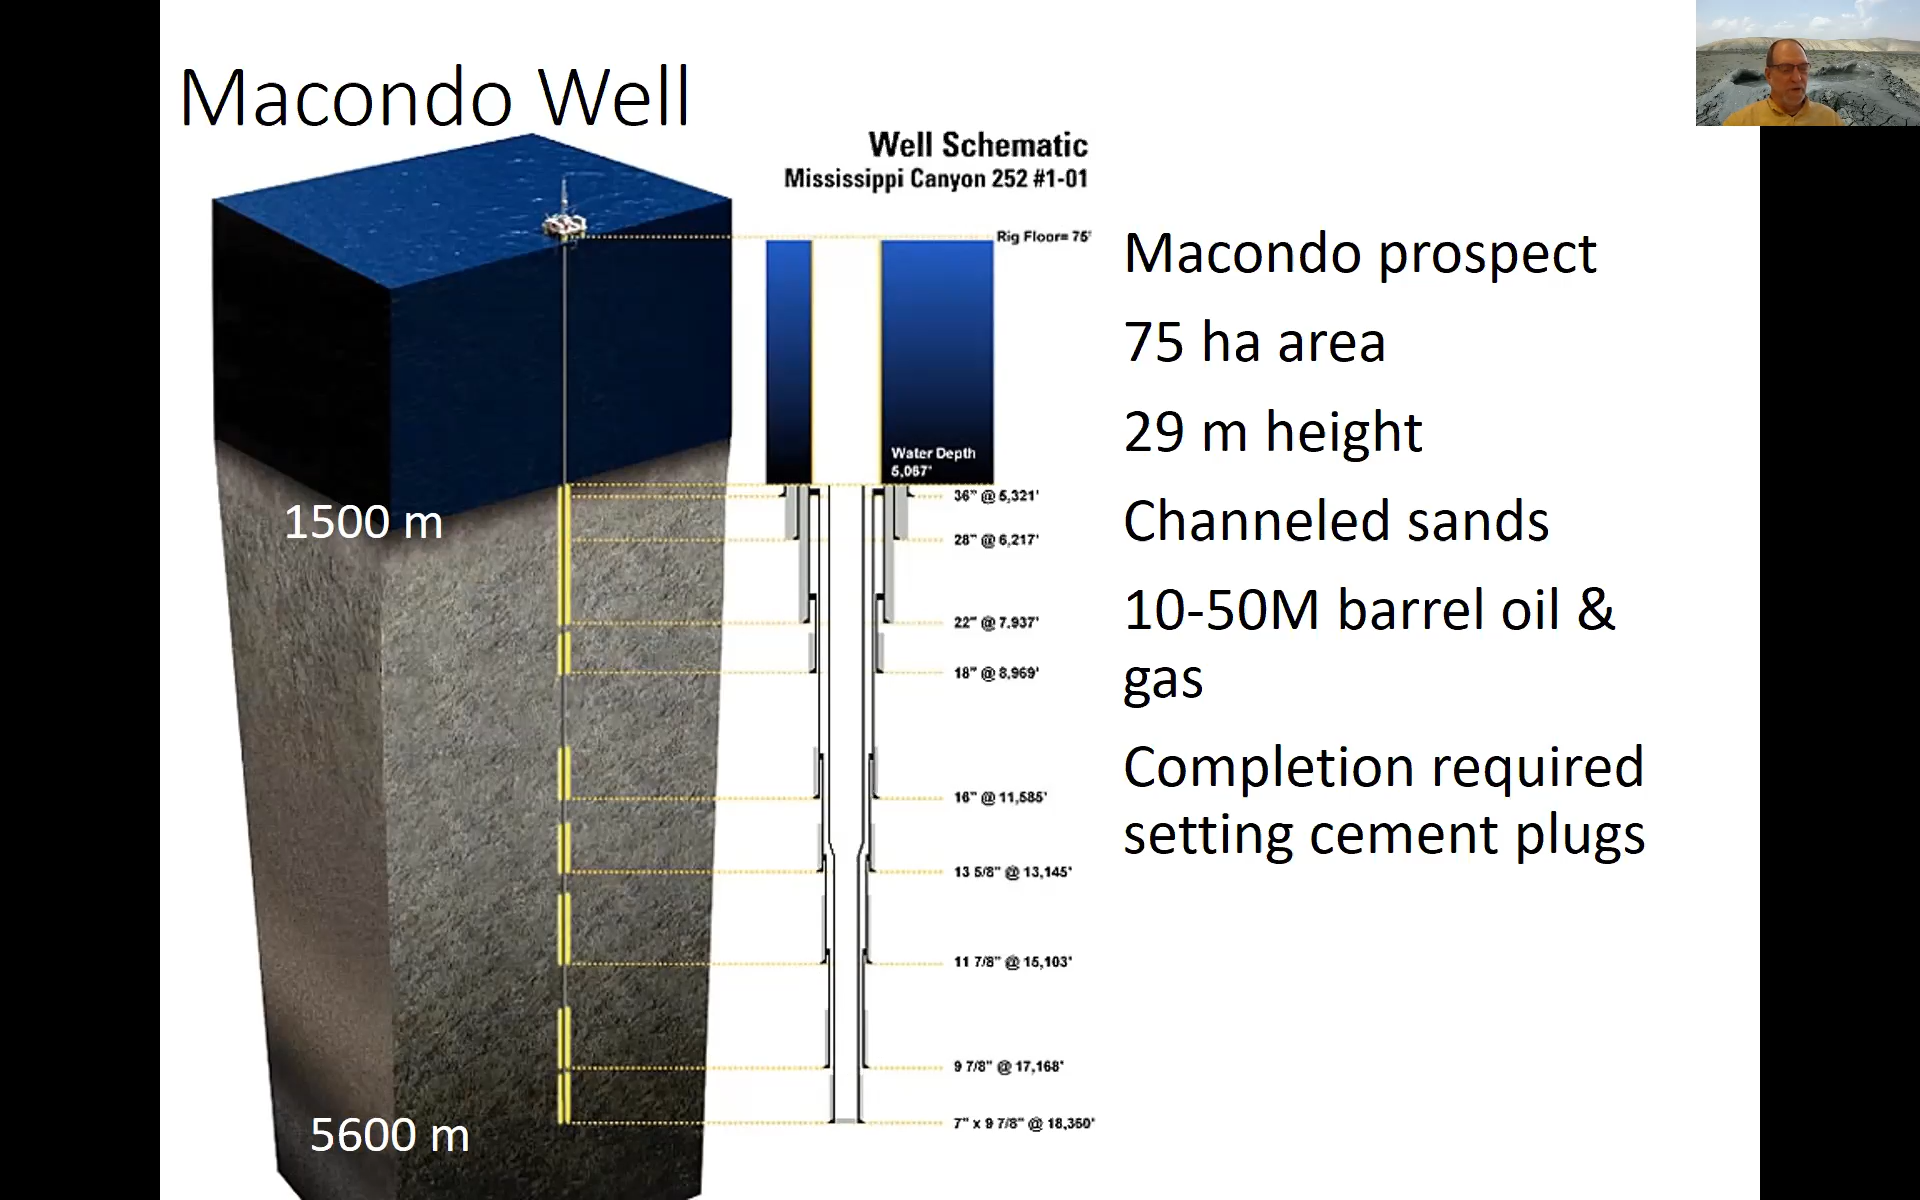 Macondo Well
Well Schematic
Mississippi Canyon 252 #1-01
Rig Floor= 75'
Water Depth
5,067'
1500 m
36" @ 5,321'
28" @ 6,217'
22" @ 7,937'
18" @ 8,969'
16" @ 11,585'
13 5/8" @ 13,145'
11 7/8" @ 15,103'
9 7/8" @ 17,168'
7" x 9 7/8" @ 18,360'
5600 m
Macondo prospect
75 ha area
29 m height
Channeled sands
10-50M barrel oil &
gas
Completion required
setting cement plugs